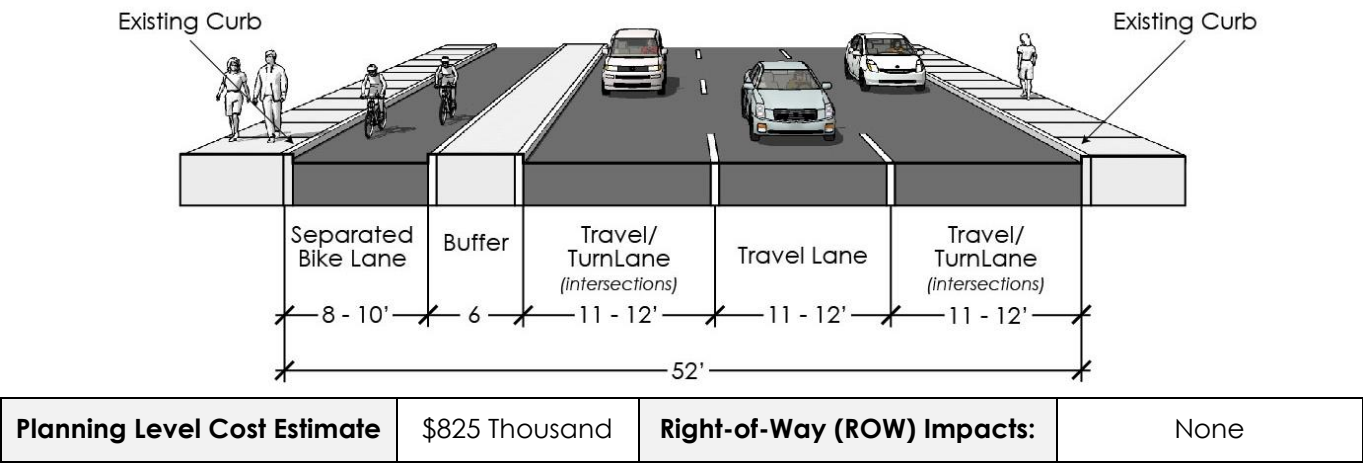 Existing Curb
Existing Curb
Separated
Bike Lane
Buffer
Travel/
TurnLane
(intersections)
Travel Lane
Travel/
TurnLane
(intersections)
8 - 10’
6
11 - 12’
11 - 12’
11 - 12’
52’
Planning Level Cost Estimate
$825 Thousand
Right-of-Way (ROW) Impacts:
None